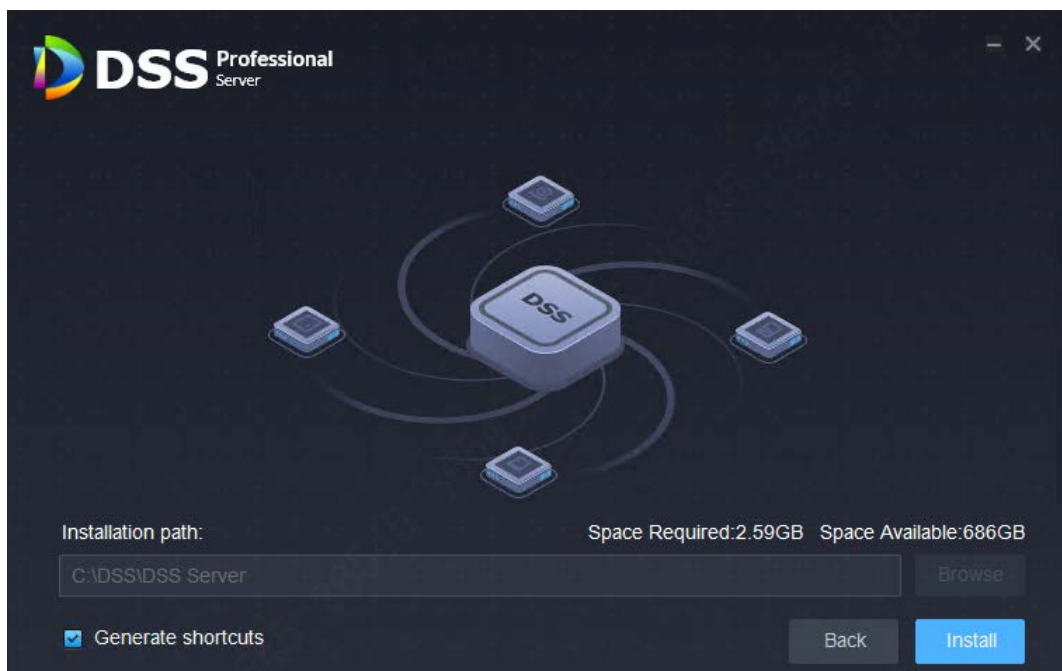 DSS Professional
Server
DSS
Installation path:
Space Required:2.59GB Space Available:686GB
C:\DSS\DSS Server
Browse
Generate shortcuts
Back
Install